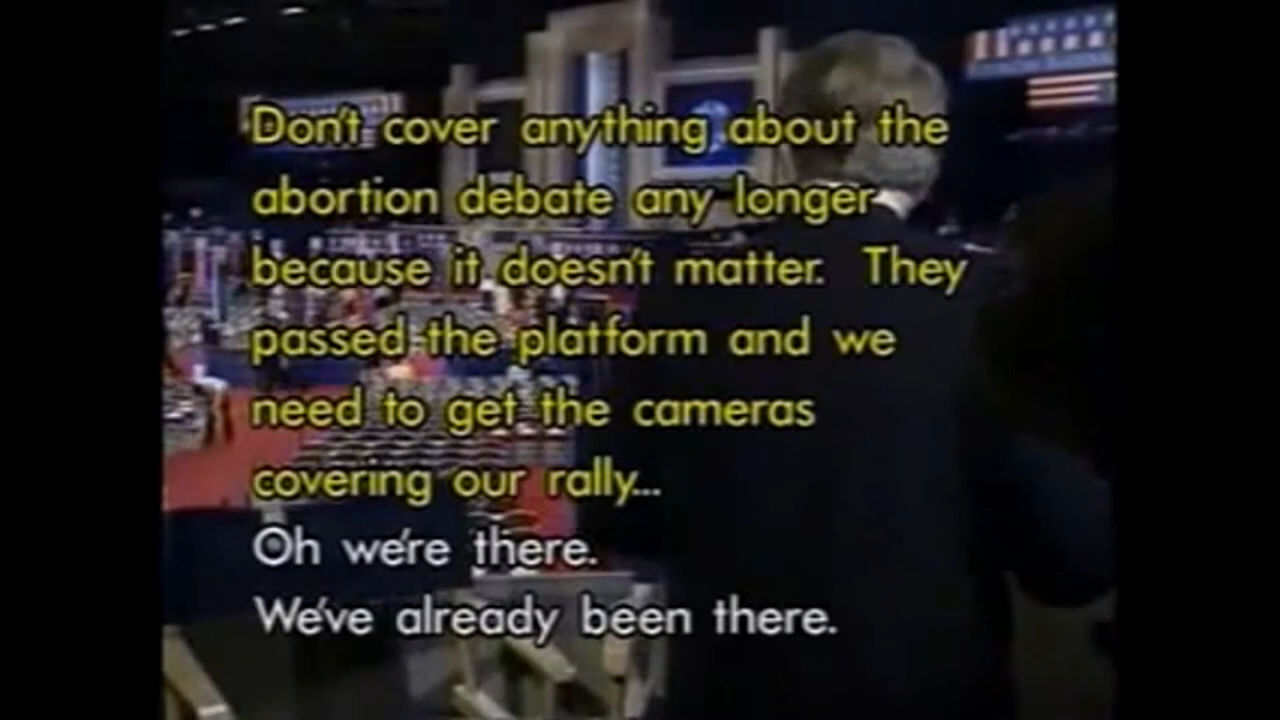 Don't cover anything about the
abortion debate any longer
because it doesn't matter.  They
passed the platform and we
need to get the cameras
covering our rally...
Oh we're there.
We've already been there.